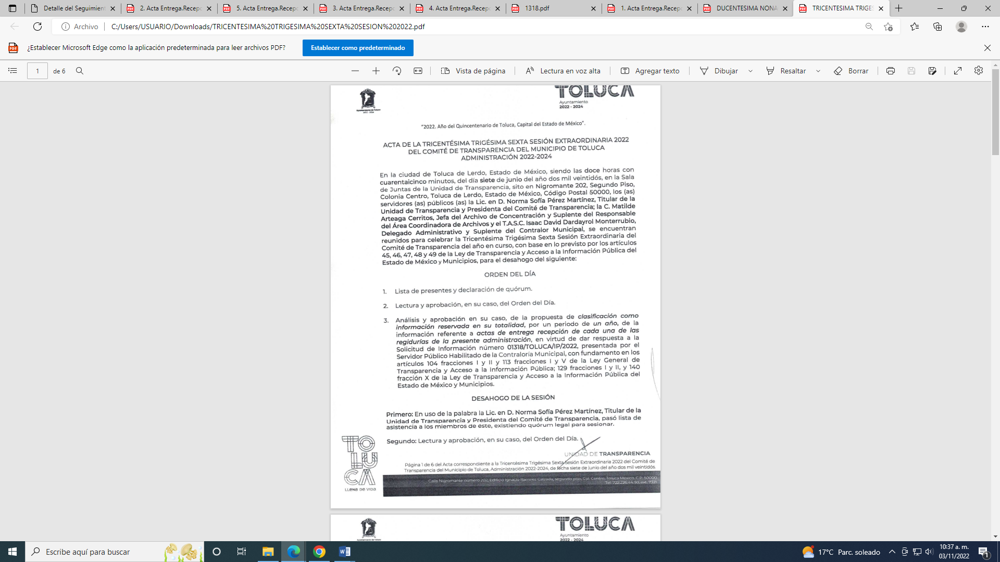 Detalle del Seguimient
2. Acta Entrega.Recepc
5. Acta Entrega.Recepc
3. Acta Entrega.Recepc
4. Acta Entrega.Recepc
1318.pdf
1. Acta Entrega.Recepc
DUCENTESIMA NONA
TRICENTESIMA TRIGES
Archivo
C:/Users/USUARIO/Downloads/TRICENTESIMA%20TRIGESIMA%20SEXTA%20SESION%202022.pdf
¿Establecer Microsoft Edge como la aplicación predeterminada para leer archivos PDF?
Establecer como predeterminado
1 de 6
Vista de página
Lectura en voz alta
Agregar texto
Dibujar
Resaltar
Borrar
TOLUCA
Ayuntamiento
2022 - 2024
Ayuntamiento de Toluca
"2022. Año del Quincentenario de Toluca, Capital del Estado de México".
ACTA DE LA TRICENTÉSIMA TRIGÉSIMA SEXTA SESIÓN EXTRAORDINARIA 2022
DEL COMITÉ DE TRANSPARENCIA DEL MUNICIPIO DE TOLUCA
ADMINISTRACIÓN 2022-2024
En la ciudad de Toluca de Lerdo, Estado de México, siendo las doce horas con
cuarentaicinco minutos, del día siete de junio del año dos mil veintidós, en la Sala
de Juntas de la Unidad de Transparencia, sito en Nigromante 202, Segundo Piso,
Colonia Centro, Toluca de Lerdo, Estado de México, Código Postal 50000, los (as)
servidores (as) públicos (as) la Lic. en D. Norma Sofía Pérez Martínez, Titular de la
Unidad de Transparencia y Presidenta del Comité de Transparencia; la C. Matilde
Arteaga Cerritos, Jefa del Archivo de Concentración y Suplente del Responsable
del Área Coordinadora de Archivos y el T.A.S.C. Isaac David Dardayrol Monterrubio,
Delegado Administrativo y Suplente del Contralor Municipal, se encuentran
reunidos para celebrar la Tricentésima Trigésima Sexta Sesión Extraordinaria del
Comité de Transparencia del año en curso, con base en lo previsto por los artículos
45, 46, 47, 48 y 49 de la Ley de Transparencia y Acceso a la Información Pública del
Estado de México y Municipios, para el desahogo del siguiente:
ORDEN DEL DÍA
1. Lista de presentes y declaración de quórum.
2. Lectura y aprobación, en su caso, del Orden del Día.
3. Análisis y aprobación en su caso, de la propuesta de clasificación como
información reservada en su totalidad, por un periodo de un año, de la
información referente a actas de entrega recepción de cada una de las
regidurías de la presente administración, en virtud de dar respuesta a la
Solicitud de Información número 01318/TOLUCA/IP/2022, presentada por el
Servidor Público Habilitado de la Contraloría Municipal, con fundamento en los
artículos 104 fracciones I y II y 113 fracciones I y V de la Ley General de
Transparencia y Acceso a la Información Pública; 129 fracciones I y II, y 140
fracción X de la Ley de Transparencia y Acceso a la Información Pública del
Estado de México y Municipios.
DESAHOGO DE LA SESIÓN
Primero: En uso de la palabra la Lic. en D. Norma Sofía Pérez Martínez, Titular de la
Unidad de Transparencia y Presidenta del Comité de Transparencia, pasó lista de
asistencia a los miembros de éste, existiendo quórum legal para sesionar.
Segundo: Lectura y aprobación, en su caso, del Orden del Día.
UNIDAD DE TRANSPARENCIA
Página 1 de 6 del Acta correspondiente a la Tricentésima Trigésima Sexta Sesión Extraordinaria 2022 del Comité de
Transparencia del Municipio de Toluca, Administración 2022-2024, de fecha siete de junio del año dos mil veintidós.
Calle Nigromante número 202, Edificio Ignacio Ramírez Calzada, segundo piso, Col. Centro, Toluca México. C.P. 50000
Tel: 722.226.44.90, ext. 7321
TOLUCA
LLENA DE VIDA
TOLUCA
Ayuntamiento
2022 - 2024
Escribe aquí para buscar
17°C Parc. soleado
10:37 a. m.
03/11/2022
1